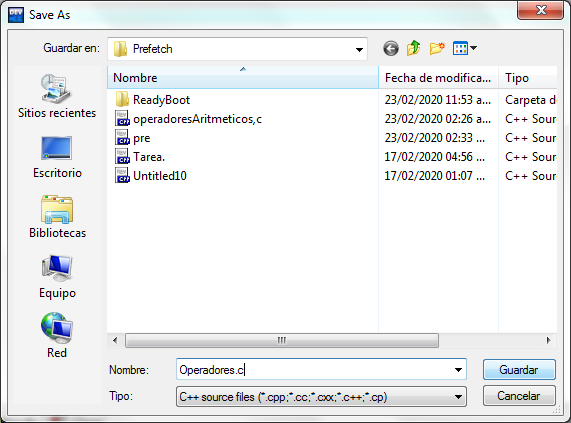 DEV
Save As
Guardar en:
Prefetch
Nombre
Fecha de modifica...
Tipo
ReadyBoot
23/02/2020 11:53 a...
Carpeta de
operadoresAritmeticos,c
23/02/2020 02:26 a...
C++ Sour
pre
23/02/2020 02:33 ...
C++ Sour
Tarea.
17/02/2020 04:56 ...
C++ Sour
Untitled10
17/02/2020 01:07 ...
C++ Sour
Sitios recientes
Escritorio
Bibliotecas
Equipo
Red
Nombre:
Operadores.c
Guardar
Tipo:
C++ source files (*.cpp;*.cc;*.cxx;*.c++;*.cp)
Cancelar